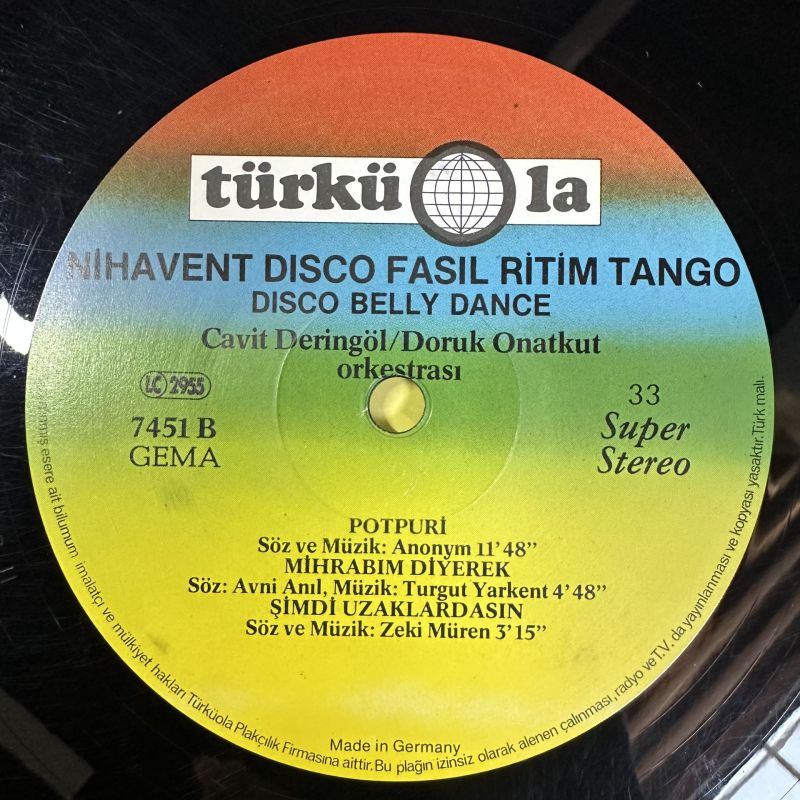 türküola
NİHAVENT DISCO FASIL RİTİM TANGO
DISCO BELLY DANCE
Cavit Deringöl/Doruk Onatkut
orkestrası
LC 2955
7451 B
GEMA
33
Super
Stereo
POTPURİ
Söz ve Müzik: Anonym 11'48"
MİHRABIM DİYEREK
Söz: Avni Anıl, Müzik: Turgut Yarkent 4'48"
ŞİMDİ UZAKLARDASIN
Söz ve Müzik: Zeki Müren 3'15"
Made in Germany
esere ait bilumum imalatçı ve mülkiyet hakları Türküola Plakçılık Firmasına aittir. Bu plağın izinsiz olarak alenen çalınması, radyo ve T.V. da yayınlanması ve kopyası yasaktır. Türk malı.